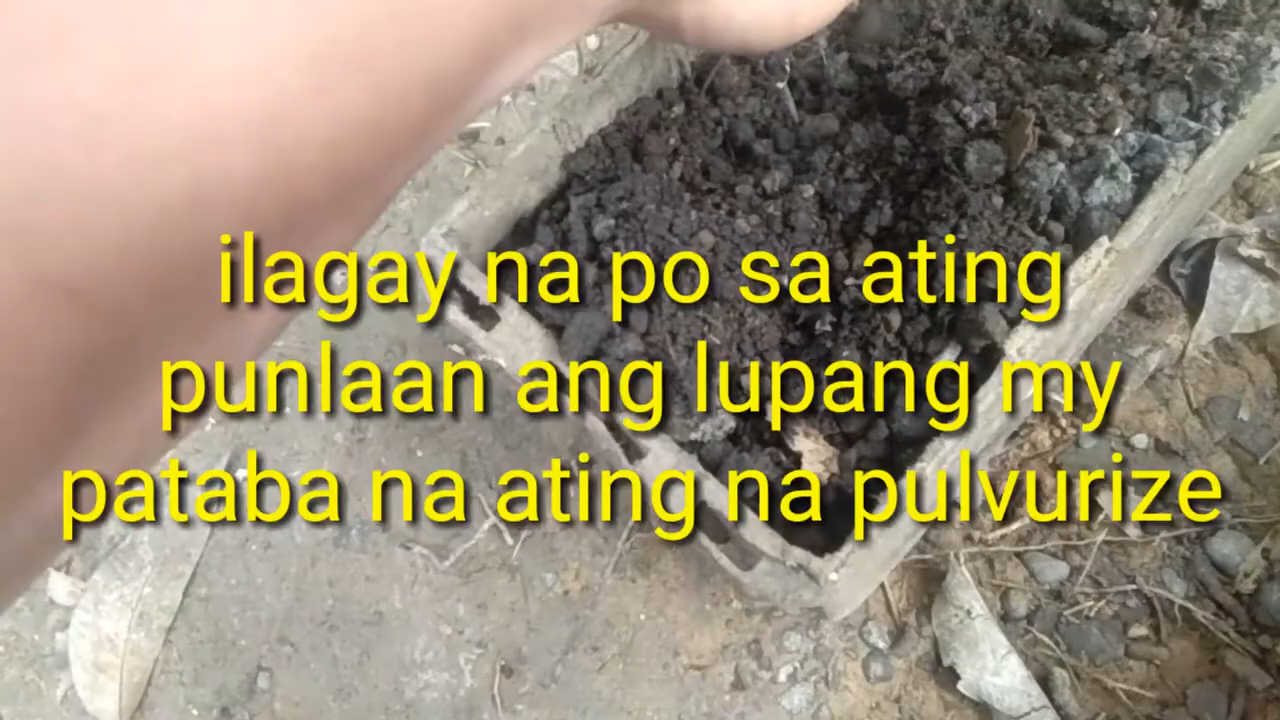 ilagay na po sa ating
punlaan ang lupang my
pataba na ating na pulvurize